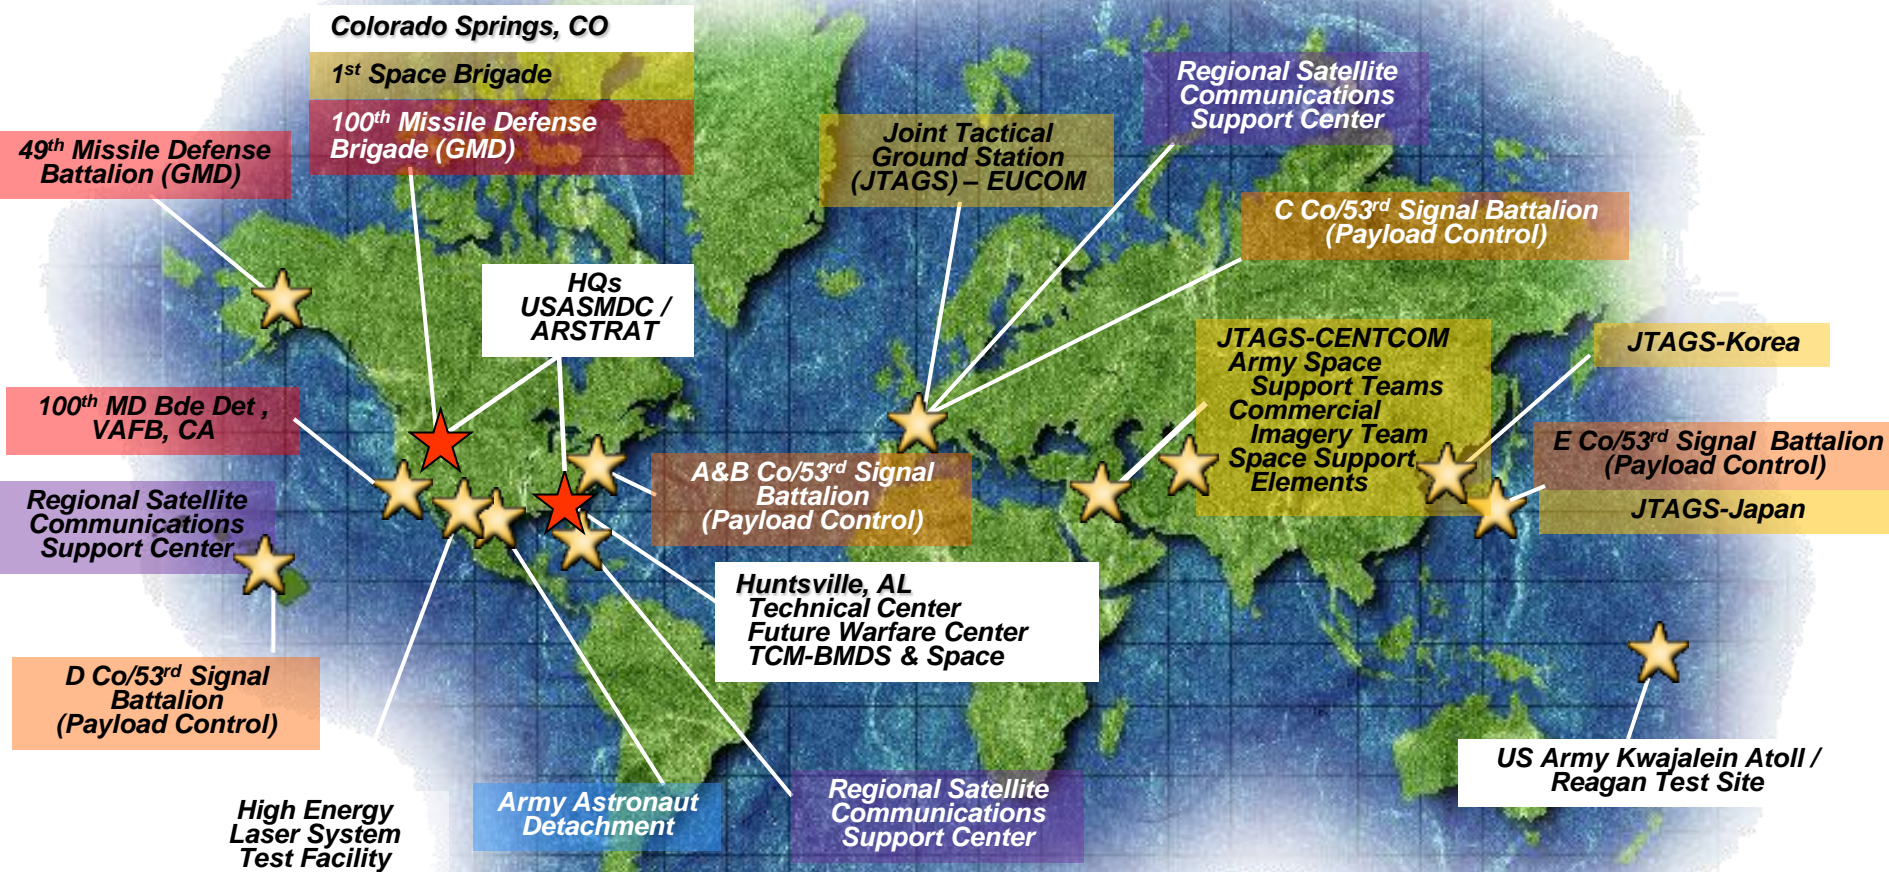 Colorado Springs, CO
1st Space Brigade
100th Missile Defense
Brigade (GMD)
49th Missile Defense
Battalion (GMD)
HQs
USASMDC /
ARSTRAT
Joint Tactical
Ground Station
(JTAGS) – EUCOM
Regional Satellite
Communications
Support Center
C Co/53rd Signal Battalion
(Payload Control)
JTAGS-CENTCOM
Army Space
Support Teams
Commercial
Imagery Team
Space Support
Elements
JTAGS-Korea
E Co/53rd Signal Battalion
(Payload Control)
JTAGS-Japan
100th MD Bde Det ,
VAFB, CA
Regional Satellite
Communications
Support Center
A&B Co/53rd Signal
Battalion
(Payload Control)
Huntsville, AL
Technical Center
Future Warfare Center
TCM-BMDS & Space
D Co/53rd Signal
Battalion
(Payload Control)
High Energy
Laser System
Test Facility
Army Astronaut
Detachment
Regional Satellite
Communications
Support Center
US Army Kwajalein Atoll /
Reagan Test Site